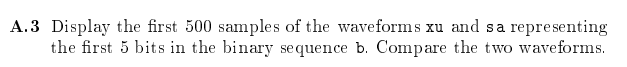 A.3 Display the first 500 samples of the waveforms xu and sa representing
the first 5 bits in the binary sequence b. Compare the two waveforms.